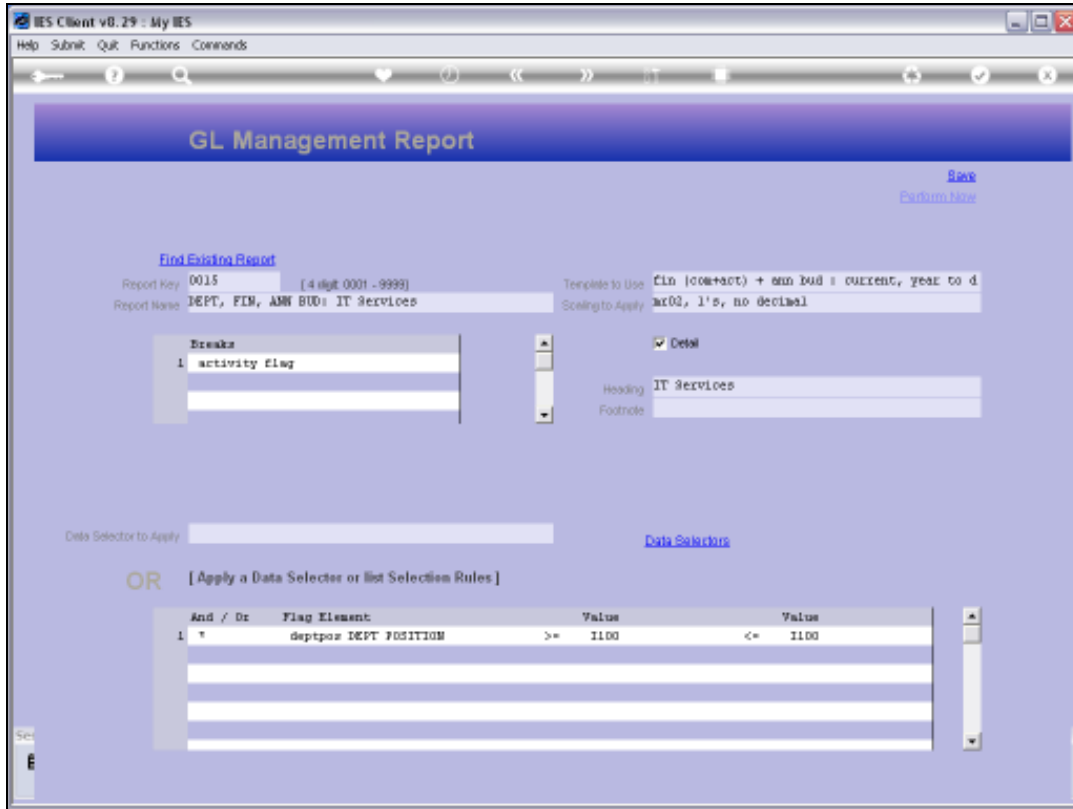 IES Client v8.29 : My IES
Help Submit Quit Functions Commands
GL Management Report
Save
Perform Now
Find Existing Report
Report Key 0015 [ 4 digit: 0001 - 9999] Template to Use fin (com+act) + ann bud : current, year to d
Report Name DEPT, FIN, ANN BUD: IT Services Scaling to Apply mr02, 1's, no decimal
Breaks
Detail
1 activity flag
Heading IT Services
Footnote
Data Selector to Apply
Data Selectors
OR [ Apply a Data Selector or list Selection Rules ]
And / Or Flag Element Value Value
1 deptpos DEPT POSITION >= I100 <= I100